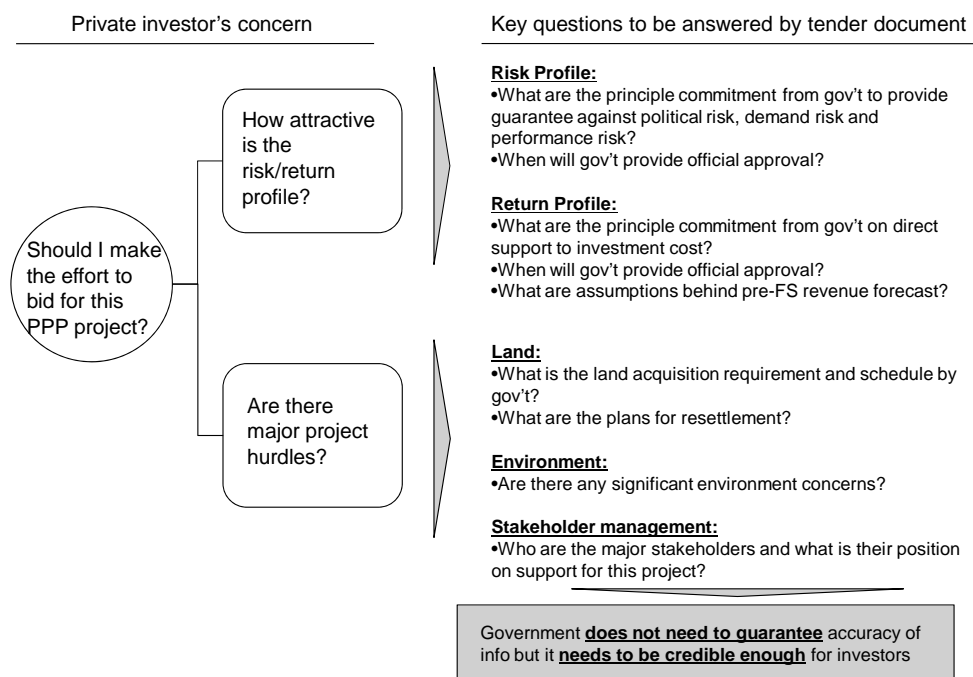 Private investor's concern
Key questions to be answered by tender document
Should I make
the effort to
bid for this
PPP project?
How attractive
is the
risk/return
profile?
Are there
major project
hurdles?
Risk Profile:
•What are the principle commitment from gov't to provide
guarantee against political risk, demand risk and
performance risk?
•When will gov't provide official approval?
Return Profile:
•What are the principle commitment from gov't on direct
support to investment cost?
•When will gov't provide official approval?
•What are assumptions behind pre-FS revenue forecast?
Land:
•What is the land acquisition requirement and schedule by
gov't?
•What are the plans for resettlement?
Environment:
•Are there any significant environment concerns?
Stakeholder management:
•Who are the major stakeholders and what is their position
on support for this project?
Government does not need to guarantee accuracy of
info but it needs to be credible enough for investors